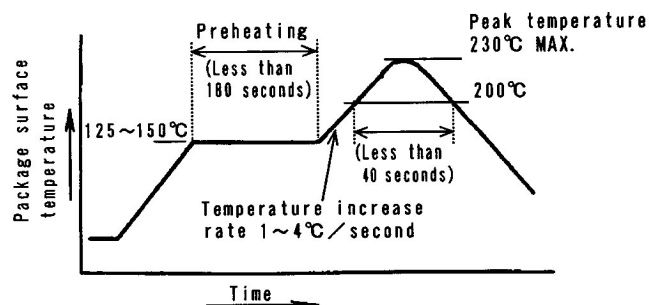 Preheating
(Less than
180 seconds)
Peak temperature
230℃ MAX.
200℃
125~150℃
(Less than
40 seconds)
Temperature increase
rate 1~4℃/second
Package surface
temperature
Time